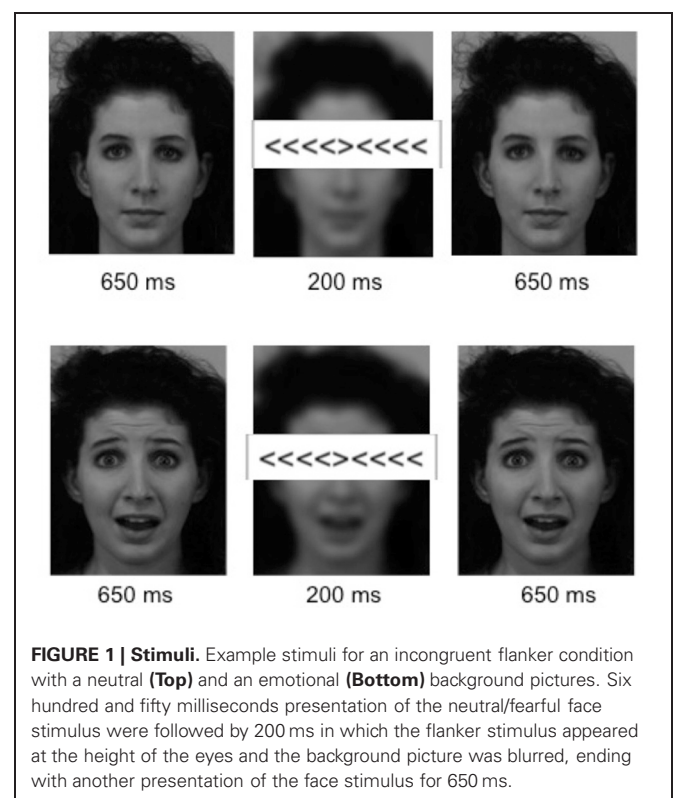 <<<<><<<<
650 ms 200 ms 650 ms
<<<<><<<<
650 ms 200 ms 650 ms
FIGURE 1 | Stimuli. Example stimuli for an incongruent flanker condition
with a neutral (Top) and an emotional (Bottom) background pictures. Six
hundred and fifty milliseconds presentation of the neutral/fearful face
stimulus were followed by 200 ms in which the flanker stimulus appeared
at the height of the eyes and the background picture was blurred, ending
with another presentation of the face stimulus for 650 ms.